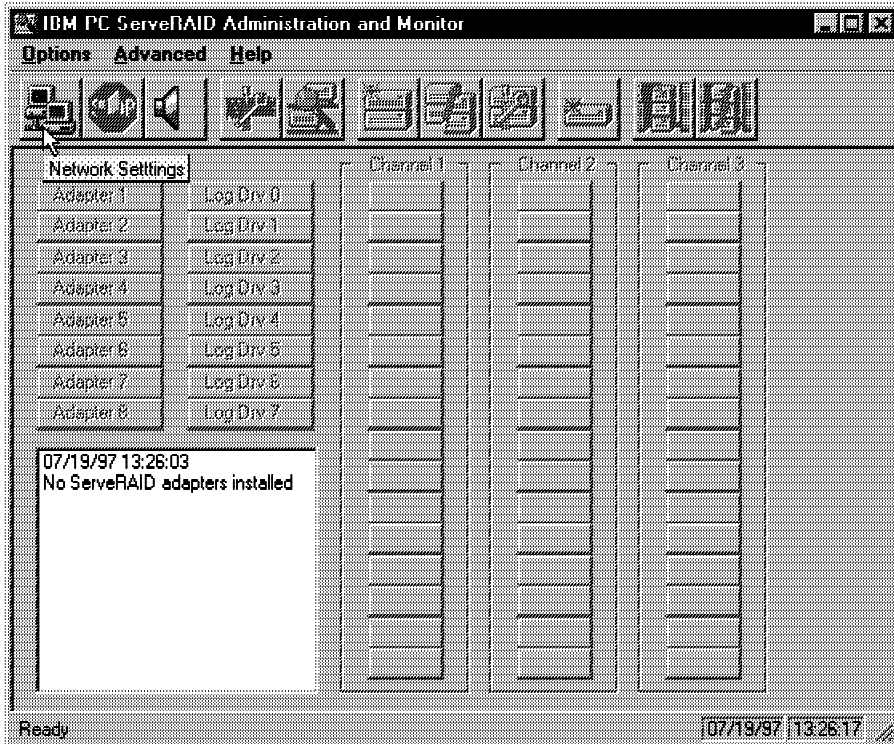 IBM PC ServeRAID Administration and Monitor
Options Advanced Help
STOP
Network Setttings
Channel 1 Channel 2 Channel 3
Adapter 1 Log Drv 0
Adapter 2 Log Drv 1
Adapter 3 Log Drv 2
Adapter 4 Log Drv 3
Adapter 5 Log Drv 4
Adapter 6 Log Drv 5
Adapter 7 Log Drv 6
Adapter 8 Log Drv 7
07/19/97 13:26:03
No ServeRAID adapters installed
Ready 07/19/97 13:26:17